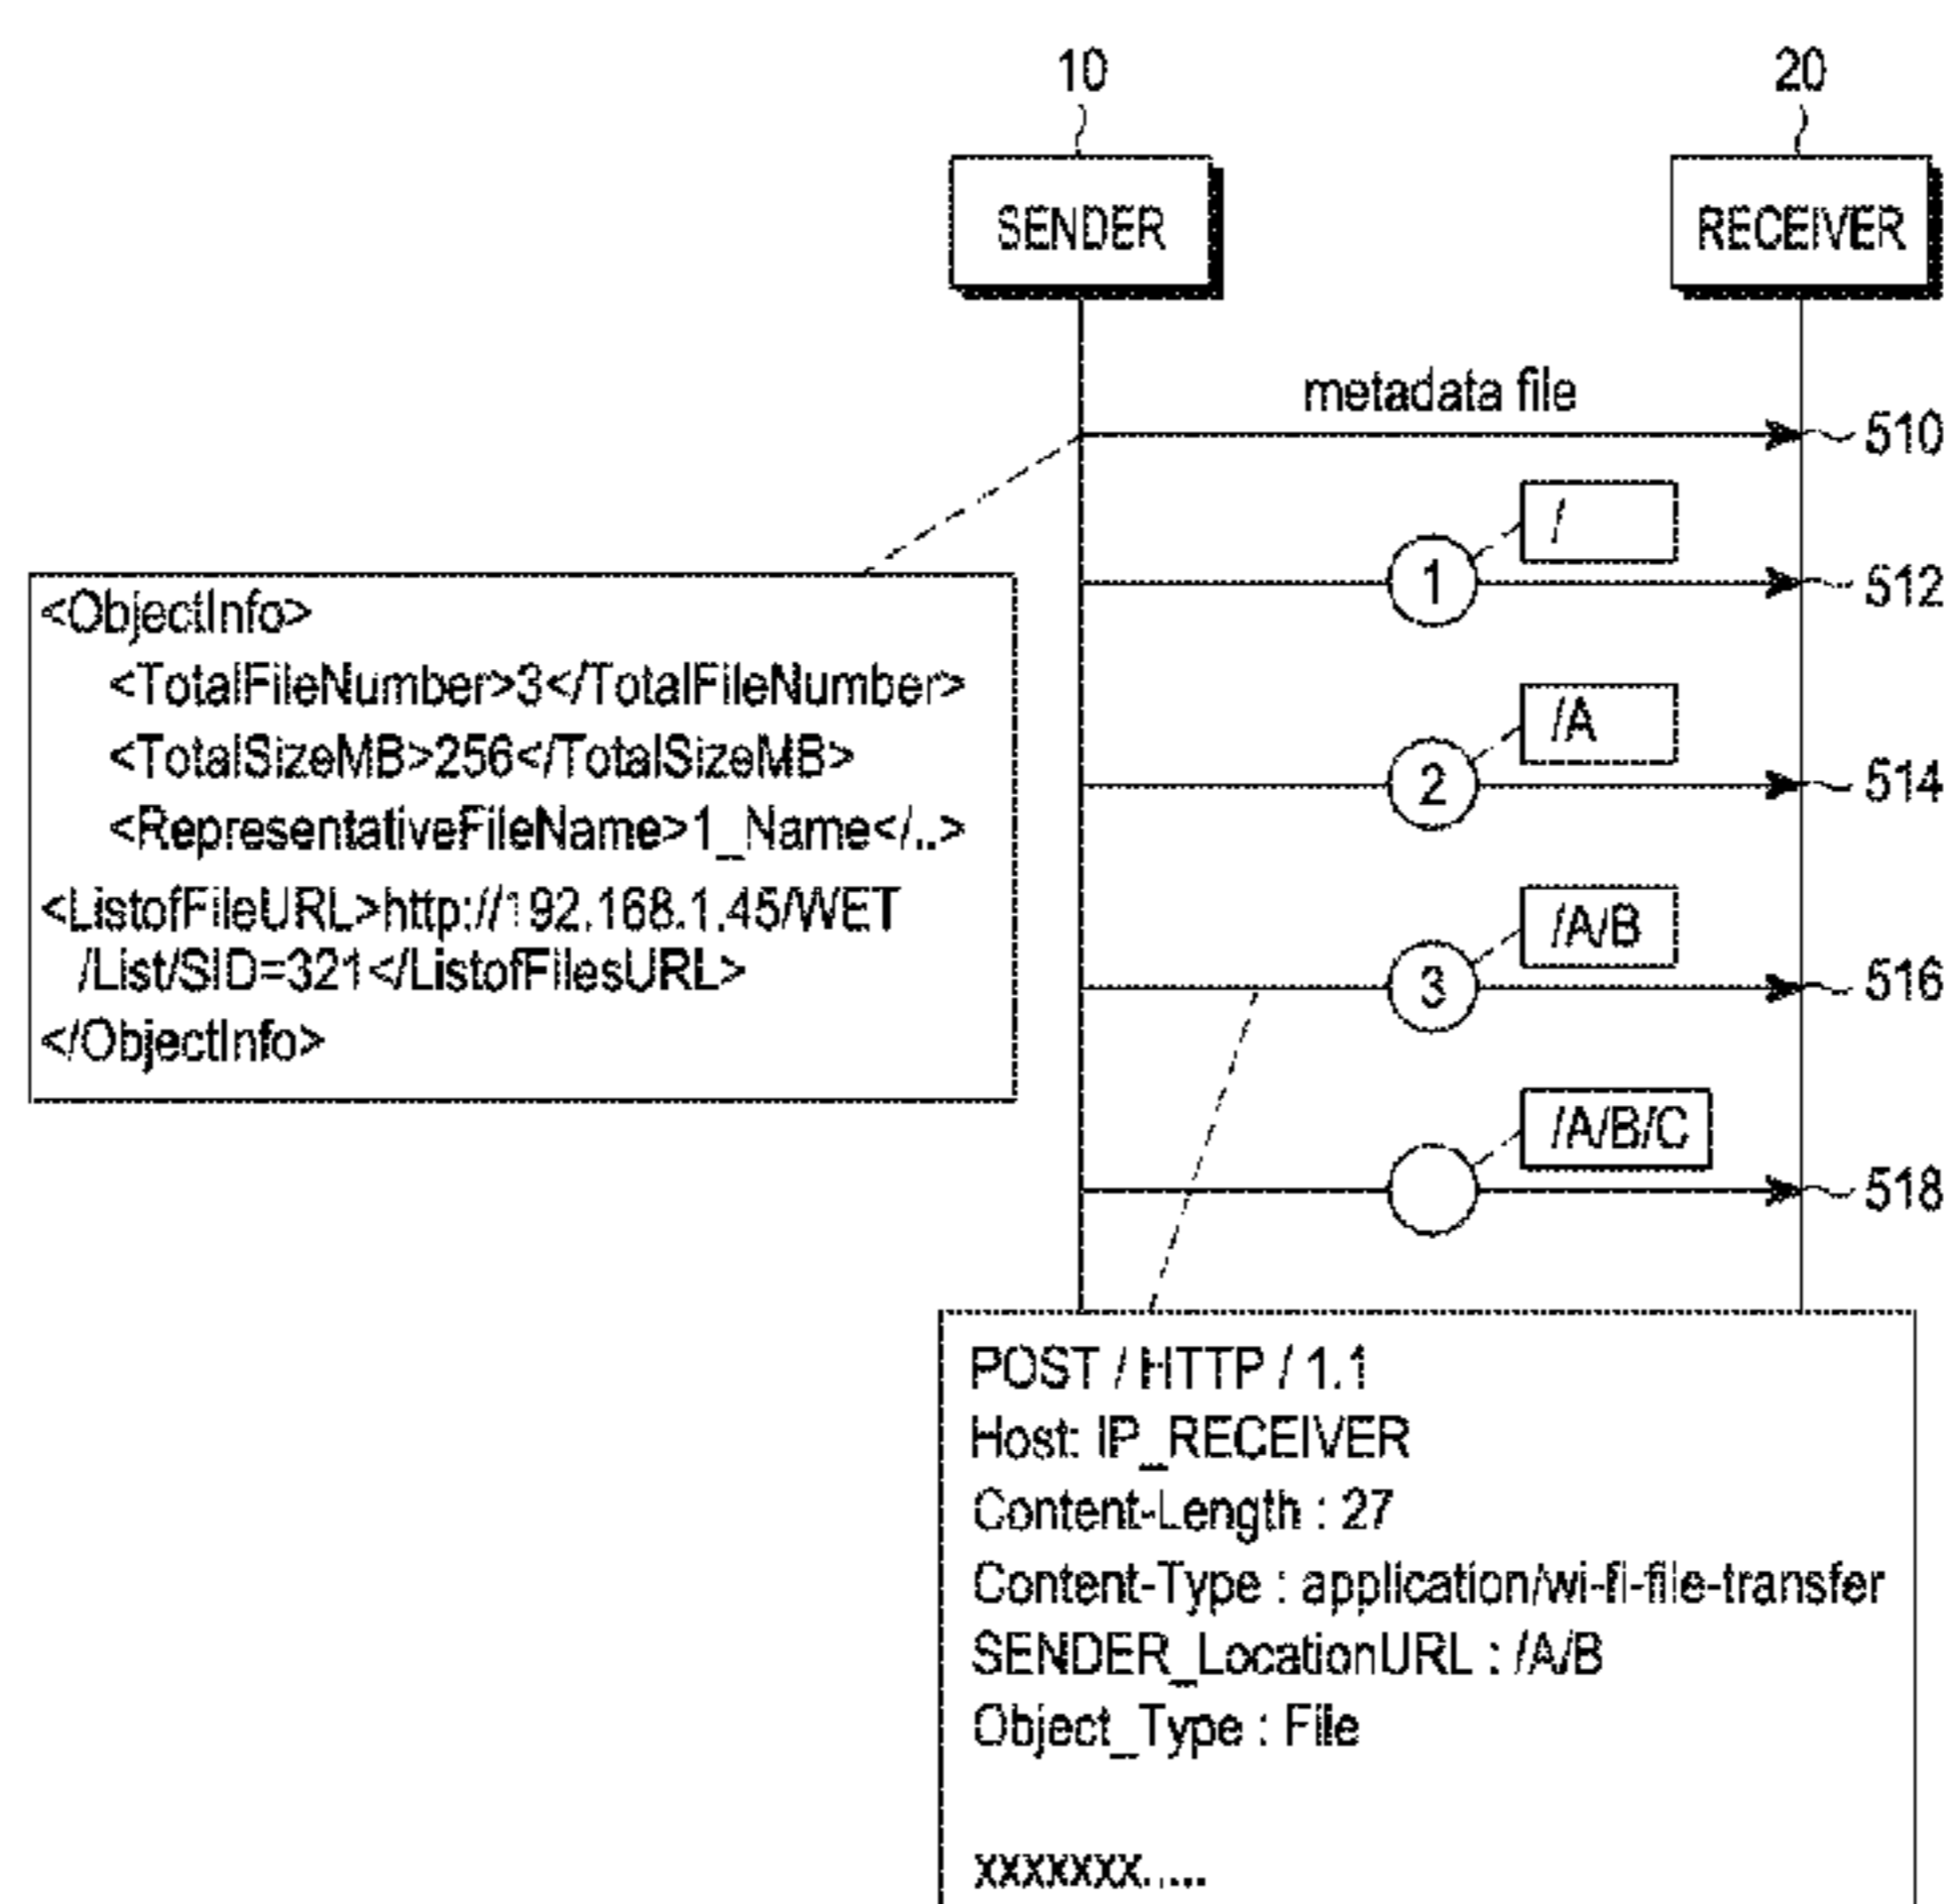 10
20
SENDER
RECEIVER
metadata file
510
/
1
512
<ObjectInfo>
<TotalFileNumber>3</TotalFileNumber>
<TotalSizeMB>256</TotalSizeMB>
<RepresentativeFileName>1_Name</..>
<ListofFileURL>http://192.168.1.45/WET
/List/SID=321</ListofFilesURL>
</ObjectInfo>
/A
2
514
/A/B
3
516
/A/B/C
518
POST / HTTP / 1.1
Host: IP_RECEIVER
Content-Length : 27
Content-Type : application/wi-fi-file-transfer
SENDER_LocationURL : /A/B
Object_Type : File
xxxxxxx.....